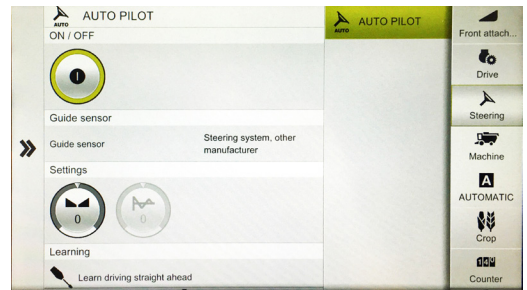 AUTO
AUTO PILOT
ON / OFF
Guide sensor
Guide sensor
Steering system, other
manufacturer
Settings
0
0
Learning
Learn driving straight ahead
AUTO
AUTO PILOT
Front attach...
Drive
Steering
Machine
A
AUTOMATIC
Crop
Counter